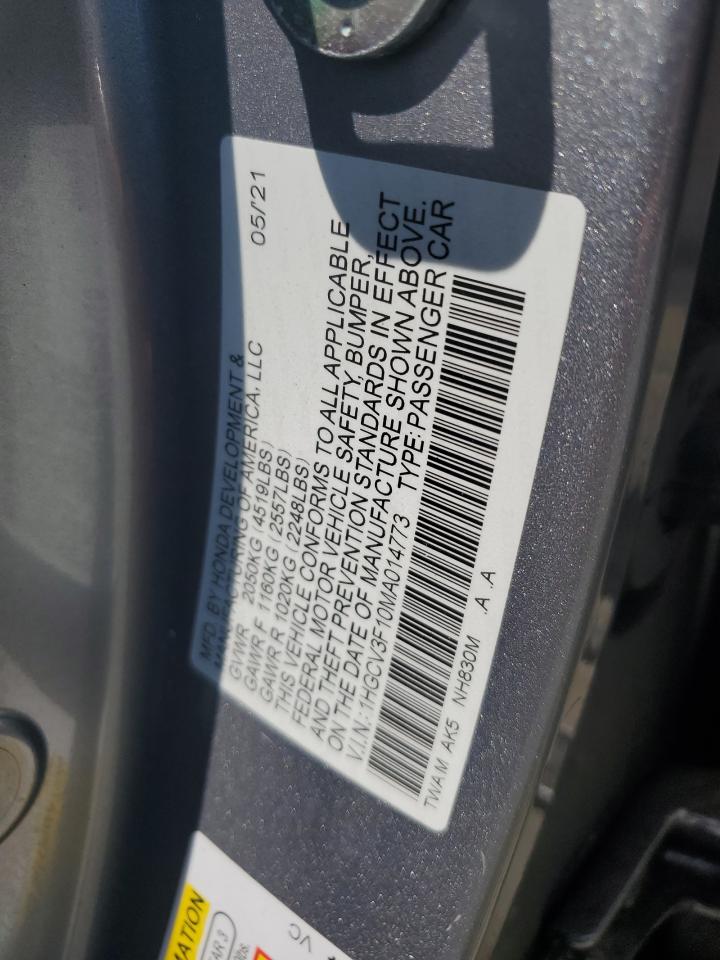 MFD. BY HONDA DEVELOPMENT &
MANUFACTURING OF AMERICA, LLC 05/'21
GVWR 2050KG (4519LBS)
GAWR F 1160KG (2557LBS)
GAWR R 1020KG (2248LBS)
THIS VEHICLE CONFORMS TO ALL APPLICABLE
FEDERAL MOTOR VEHICLE SAFETY, BUMPER,
AND THEFT PREVENTION STANDARDS IN EFFECT
ON THE DATE OF MANUFACTURE SHOWN ABOVE.
V.I.N.: 1HGCV3F10MA014773 TYPE: PASSENGER CAR
TWA M AK5 NH830M .A .A
MATION
VC